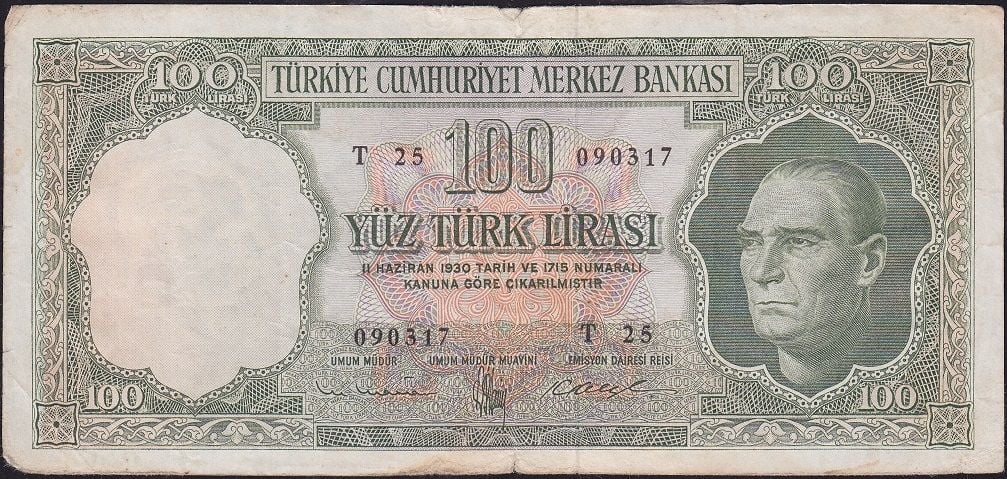 100 TÜRK LİRASI
TÜRKİYE CUMHURİYET MERKEZ BANKASI
100 TÜRK LİRASI
T 25 100 090317
YÜZ TÜRK LİRASI
11 HAZİRAN 1930 TARİH VE 1715 NUMARALI
KANUNA GÖRE ÇIKARILMIŞTIR
090317 T 25
UMUM MÜDÜR UMUM MÜDÜR MUAVİNİ EMİSYON DAİRESİ REİSİ
100 100